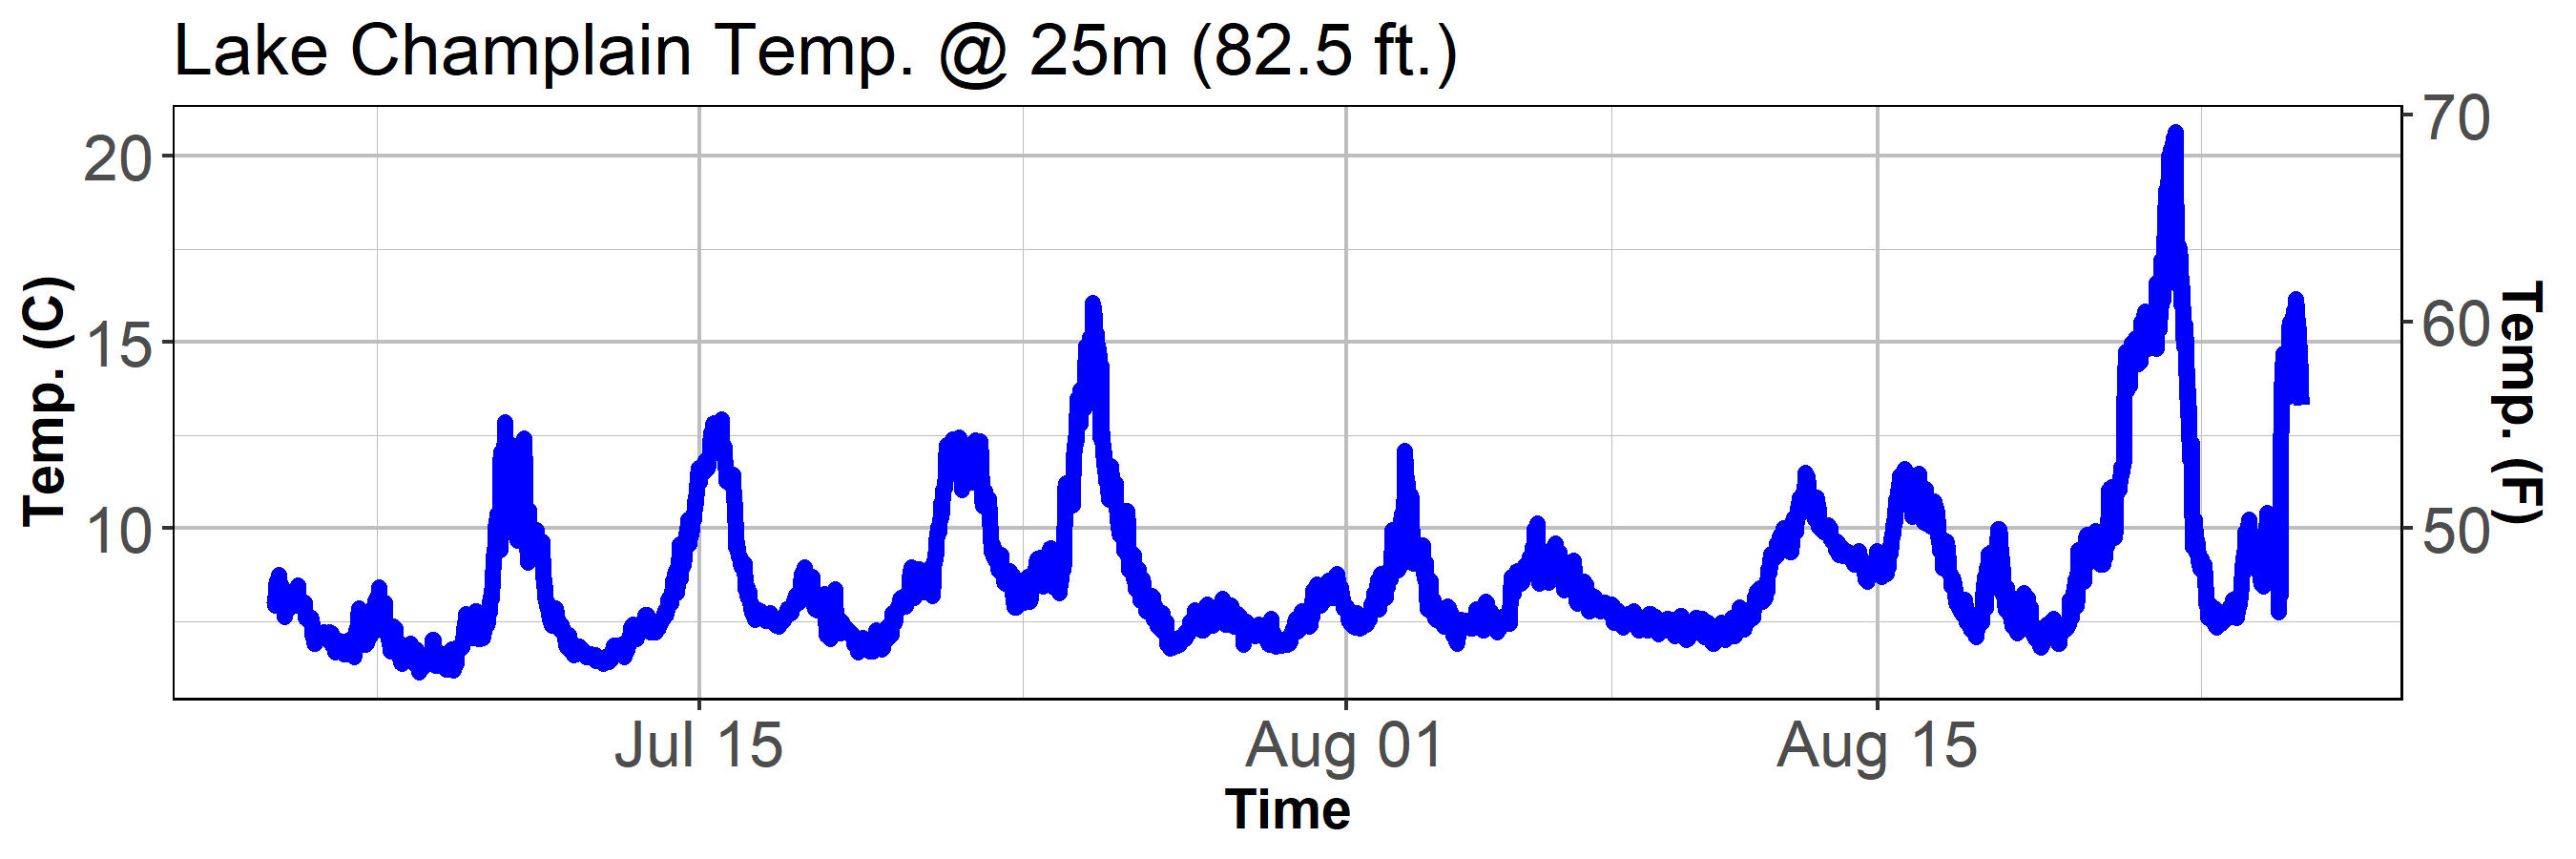 Lake Champlain Temp. @ 25m (82.5 ft.)
20
15
10
Temp. (C)
70
60
50
Temp. (F)
Jul 15
Aug 01
Aug 15
Time